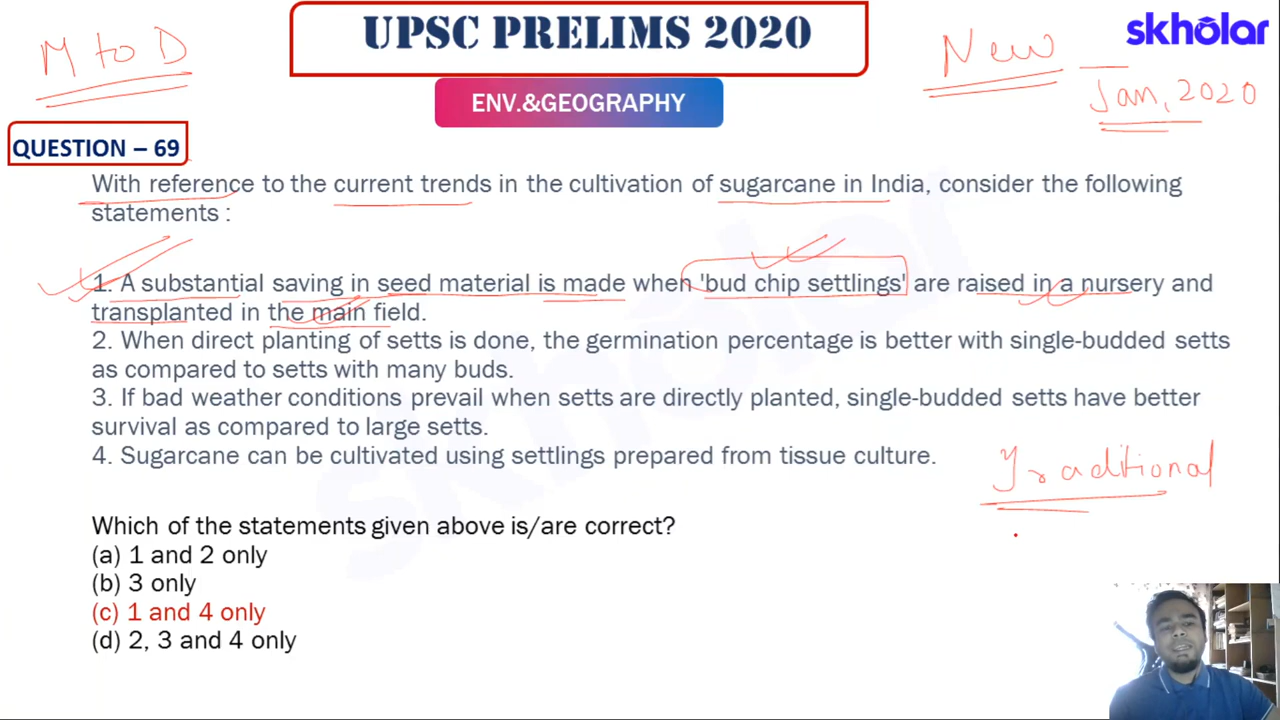 M to D
UPSC PRELIMS 2020
New
skholar
Jan, 2020
ENV.&GEOGRAPHY
QUESTION – 69
With reference to the current trends in the cultivation of sugarcane in India, consider the following
statements :
1. A substantial saving in seed material is made when 'bud chip settlings' are raised in a nursery and
transplanted in the main field.
2. When direct planting of setts is done, the germination percentage is better with single-budded setts
as compared to setts with many buds.
3. If bad weather conditions prevail when setts are directly planted, single-budded setts have better
survival as compared to large setts.
4. Sugarcane can be cultivated using settlings prepared from tissue culture.
Traditional
Which of the statements given above is/are correct?
(a) 1 and 2 only
(b) 3 only
(c) 1 and 4 only
(d) 2, 3 and 4 only
skholar